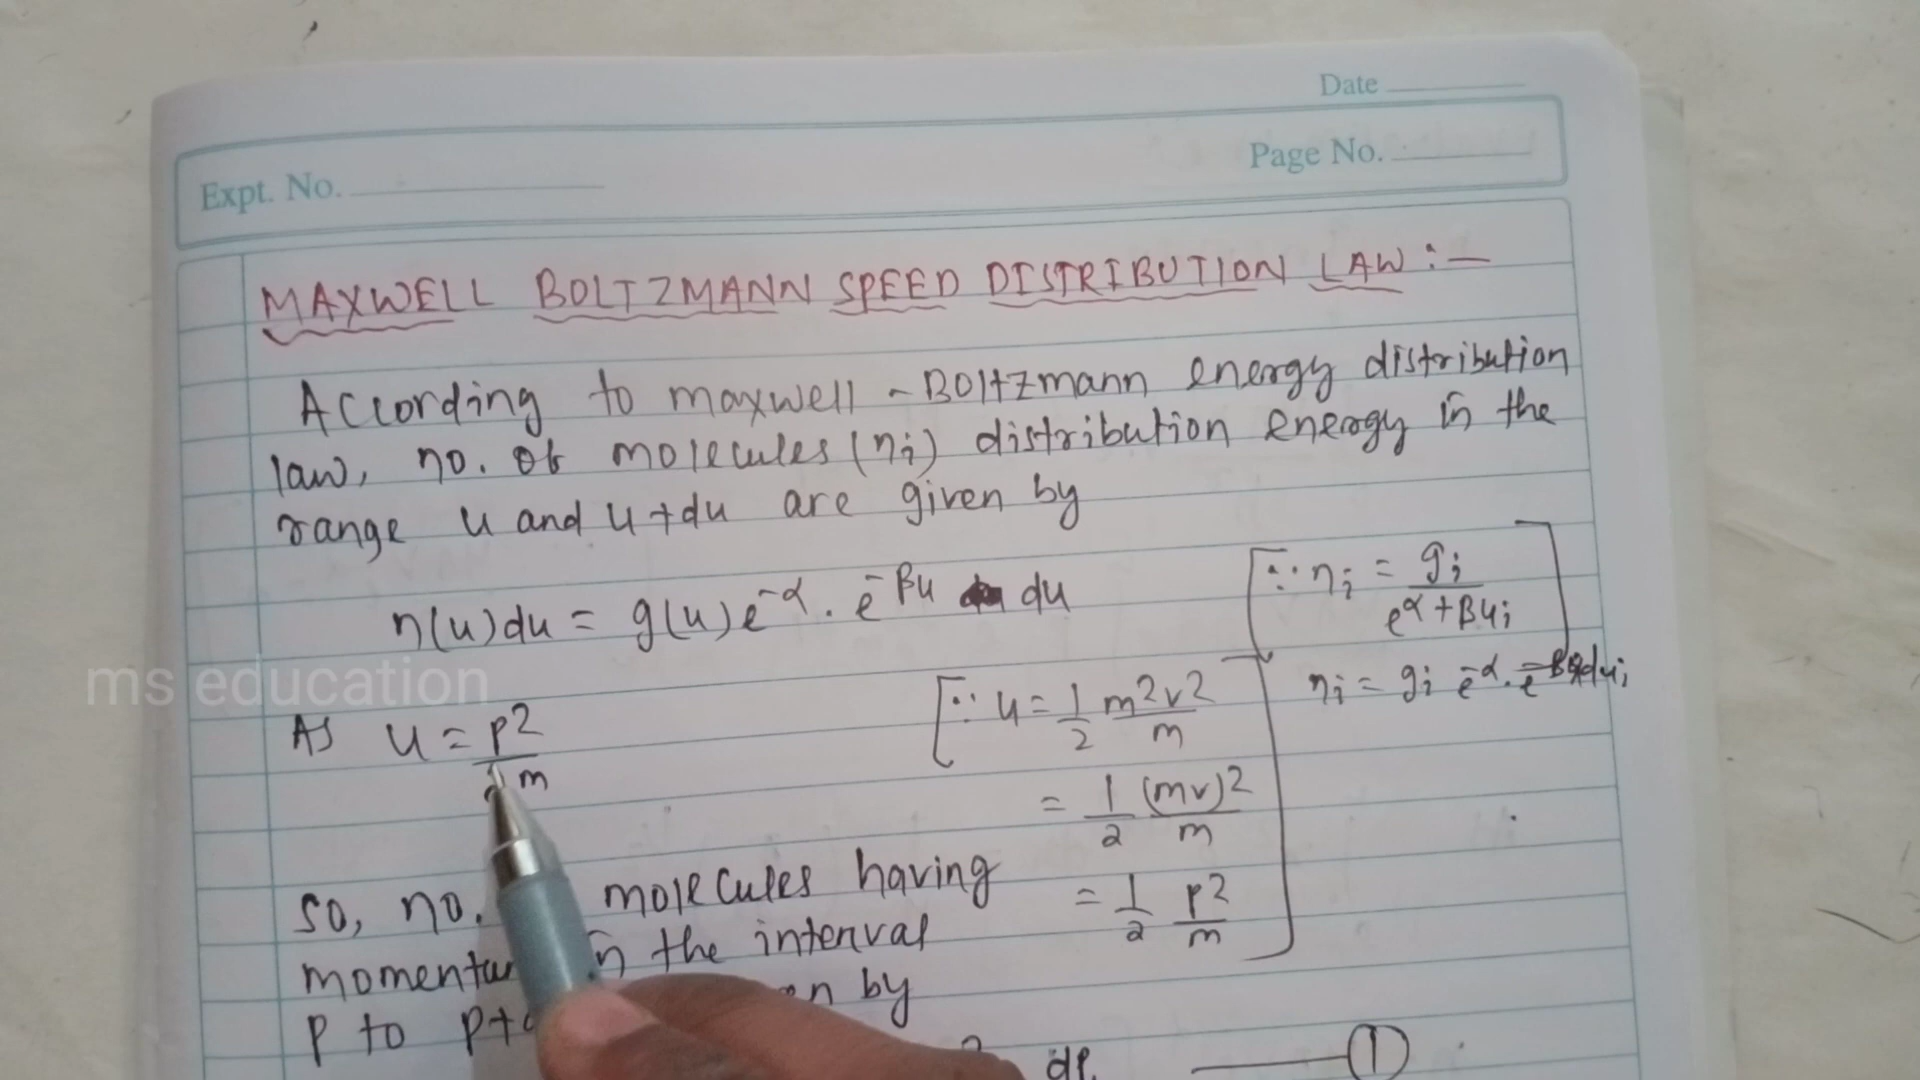 Date
Page No.
Expt. No.
MAXWELL BOLTZMANN SPEED DISTRIBUTION LAW :-
According to maxwell - Boltzmann energy distribution
law, no. of molecules (ηi) distribution energy in the
range u and u+du are given by
η(u)du = g(u)e^-α . e^-βu du
[∵ ηi = gi / e^α+βui]
ηi = gi e^-α .
ms education
As u = p² / 2m
[∵ u = 1/2 m²v²/m
= 1/2 (mv)²/m
= 1/2 p²/m ]
so, no. molecules having
in the interval
P to by
dp. ——— ①